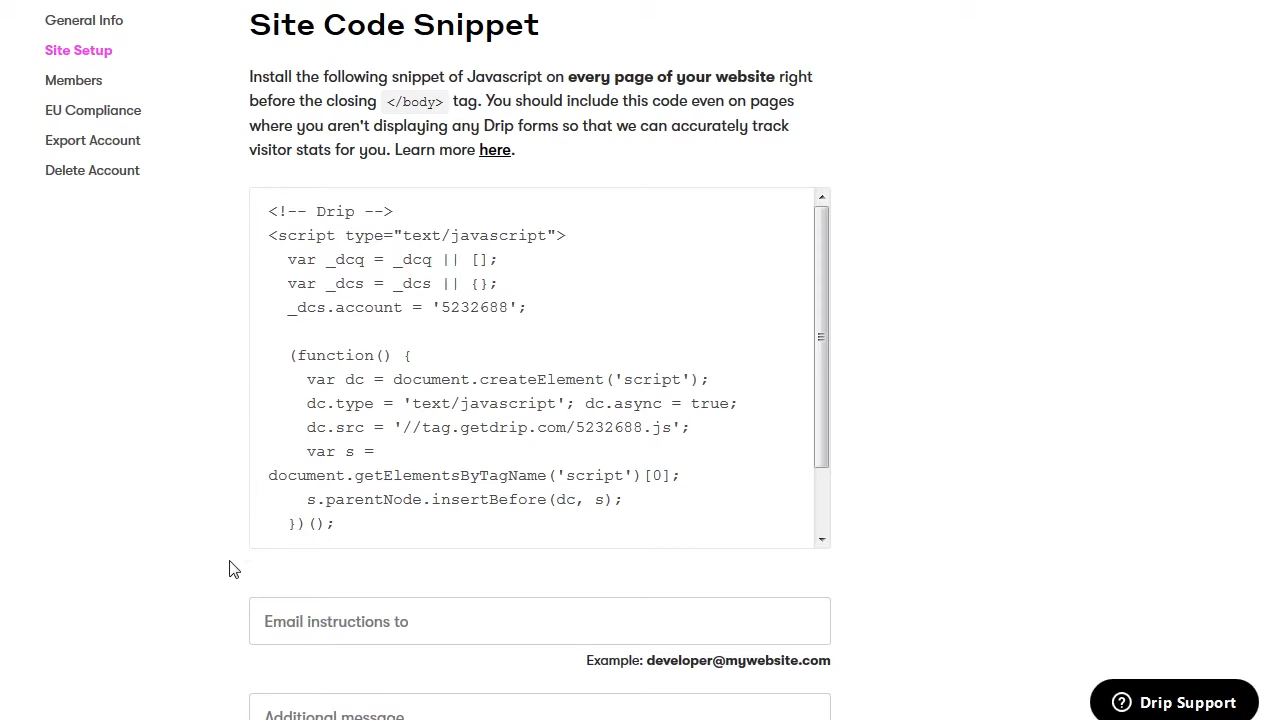 General Info
Site Setup
Members
EU Compliance
Export Account
Delete Account
Site Code Snippet
Install the following snippet of Javascript on every page of your website right
before the closing </body> tag. You should include this code even on pages
where you aren't displaying any Drip forms so that we can accurately track
visitor stats for you. Learn more here.
<!-- Drip -->
<script type="text/javascript">
  var _dcq = _dcq || [];
  var _dcs = _dcs || {};
  _dcs.account = '5232688';
  (function() {
    var dc = document.createElement('script');
    dc.type = 'text/javascript'; dc.async = true;
    dc.src = '//tag.getdrip.com/5232688.js';
    var s =
document.getElementsByTagName('script')[0];
    s.parentNode.insertBefore(dc, s);
  })();
Email instructions to
Example: developer@mywebsite.com
Additional message
Drip Support